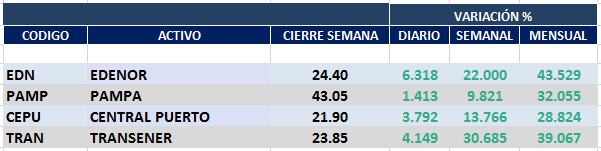 VARIACIÓN %
CODIGO ACTIVO CIERRE SEMANA DIARIO SEMANAL MENSUAL
EDN EDENOR 24.40 6.318 22.000 43.529
PAMP PAMPA 43.05 1.413 9.821 32.055
CEPU CENTRAL PUERTO 21.90 3.792 13.766 28.824
TRAN TRANSENER 23.85 4.149 30.685 39.067